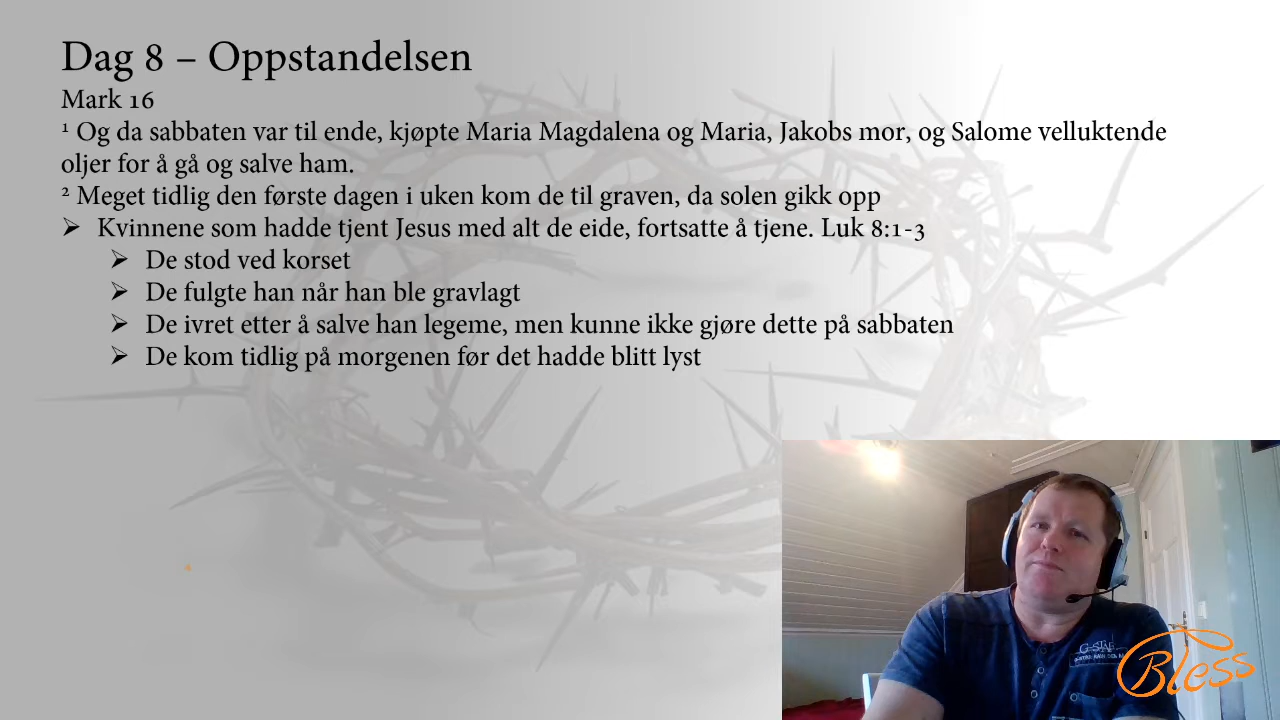 Dag 8 – Oppstandelsen
Mark 16
¹ Og da sabbaten var til ende, kjøpte Maria Magdalena og Maria, Jakobs mor, og Salome velluktende
oljer for å gå og salve ham.
² Meget tidlig den første dagen i uken kom de til graven, da solen gikk opp
➢ Kvinnene som hadde tjent Jesus med alt de eide, fortsatte å tjene. Luk 8:1-3
➢ De stod ved korset
➢ De fulgte han når han ble gravlagt
➢ De ivret etter å salve han legeme, men kunne ikke gjøre dette på sabbaten
➢ De kom tidlig på morgenen før det hadde blitt lyst
G-STAR
Bless